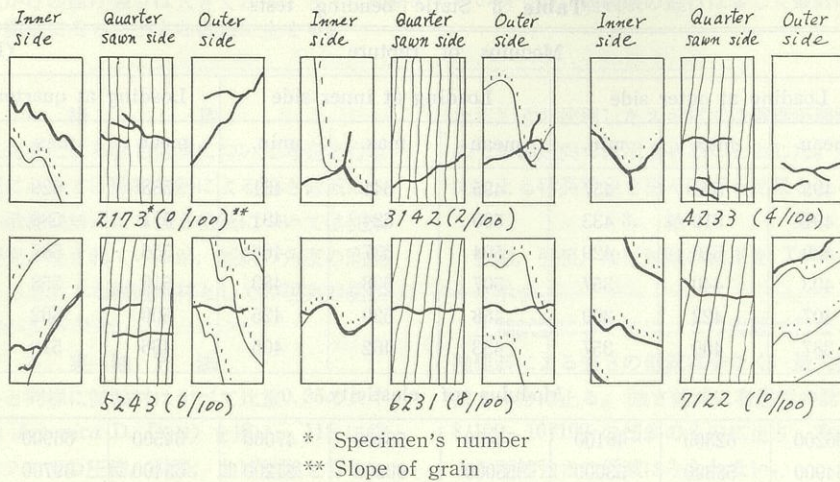 Inner side
Quarter sawn side
Outer side
Inner side
Quarter sawn side
Outer side
Inner side
Quarter sawn side
Outer side
2173* (0/100)**
3142 (2/100)
4233 (4/100)
5243 (6/100)
6231 (8/100)
7122 (10/100)
* Specimen's number
** Slope of grain